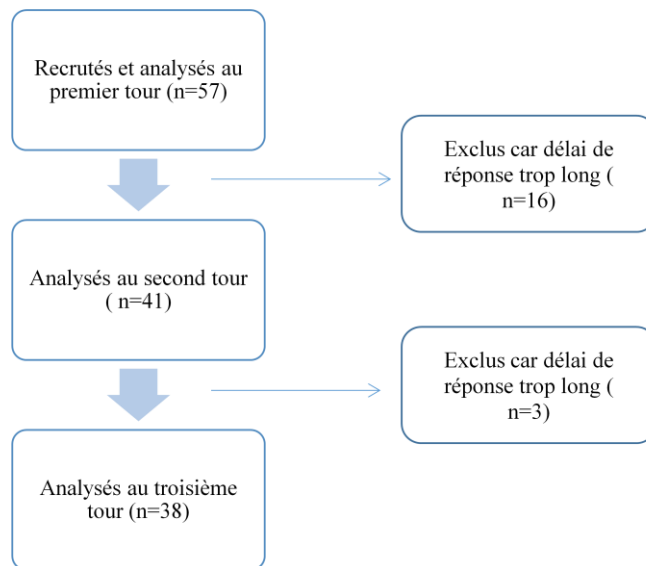 Recrutés et analysés au
premier tour (n=57)
Exclus car délai de
réponse trop long (
n=16)
Analysés au second tour
( n=41)
Exclus car délai de
réponse trop long (
n=3)
Analysés au troisième
tour (n=38)